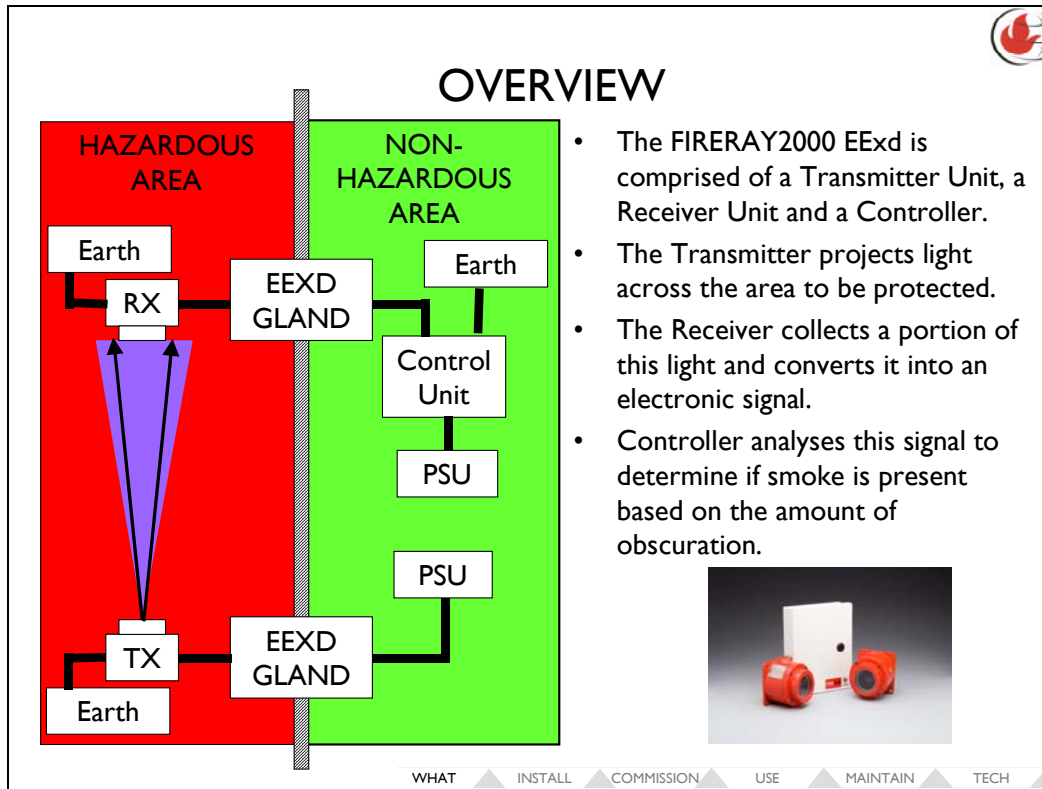 OVERVIEW
HAZARDOUS
AREA
NON-
HAZARDOUS
AREA
Earth
RX
EEXD
GLAND
Earth
Control
Unit
PSU
PSU
TX
EEXD
GLAND
Earth
• The FIRERAY2000 EExd is
comprised of a Transmitter Unit, a
Receiver Unit and a Controller.
• The Transmitter projects light
across the area to be protected.
• The Receiver collects a portion of
this light and converts it into an
electronic signal.
• Controller analyses this signal to
determine if smoke is present
based on the amount of
obscuration.
WHAT INSTALL COMMISSION USE MAINTAIN TECH